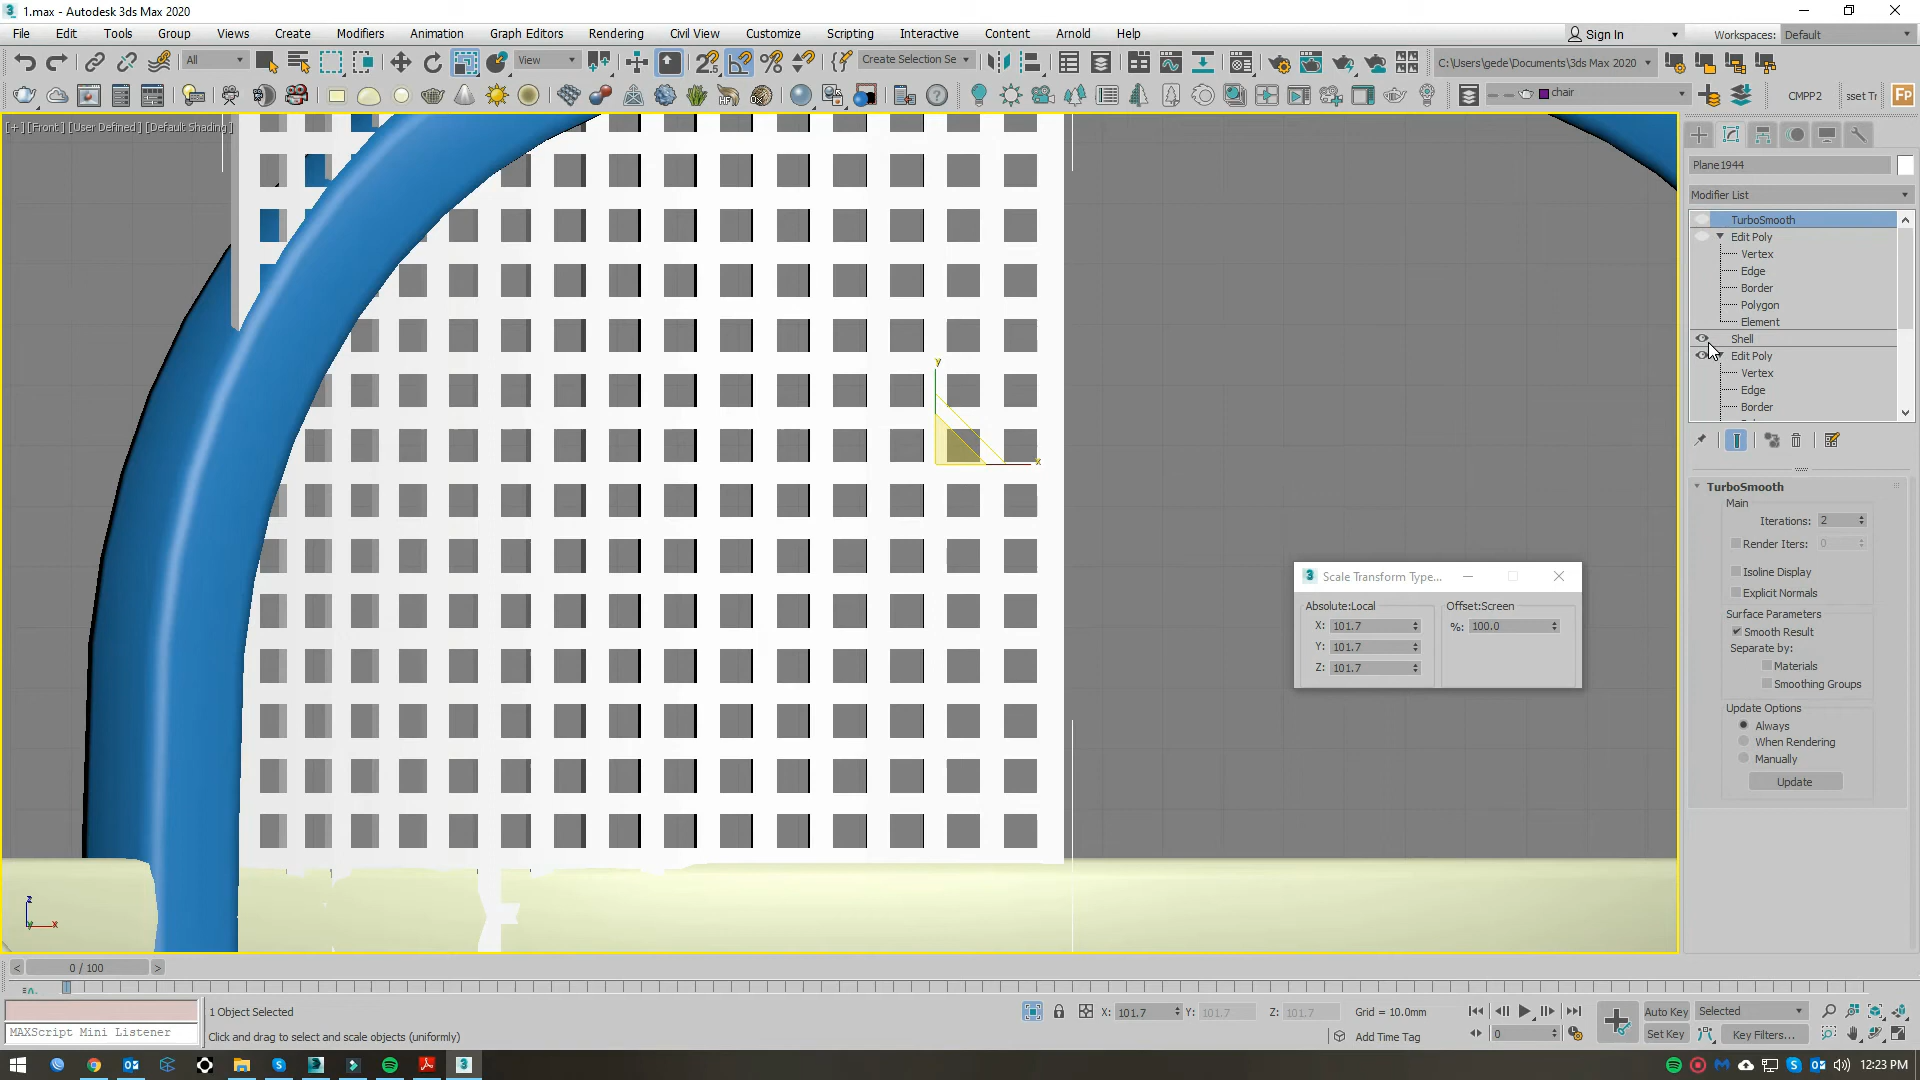 1.max - Autodesk 3ds Max 2020
File Edit Tools Group Views Create Modifiers Animation Graph Editors Rendering Civil View Customize Scripting Interactive Content Arnold Help
Sign In
Workspaces: Default
All
View
Create Selection Se
C:\Users\gede\Documents\3ds Max 2020
chair
CMPP2
sset Tr
Fp
[+] [Front] [User Defined] [Default Shading]
Plane1944
Modifier List
TurboSmooth
Edit Poly
Vertex
Edge
Border
Polygon
Element
Shell
Edit Poly
Vertex
Edge
Border
TurboSmooth
Main
Iterations: 2
Render Iters: 0
Isoline Display
Explicit Normals
Surface Parameters
Smooth Result
Separate by:
Materials
Smoothing Groups
Update Options
Always
When Rendering
Manually
Update
y
x
Scale Transform Type...
Absolute:Local
Offset:Screen
X: 101.7
%: 100.0
Y: 101.7
Z: 101.7
z
y
x
< 0 / 100 >
MAXScript Mini Listener
1 Object Selected
Click and drag to select and scale objects (uniformly)
X: 101.7 Y: 101.7 Z: 101.7
Grid = 10.0mm
Add Time Tag
0
Auto Key Selected
Set Key Key Filters...
12:23 PM